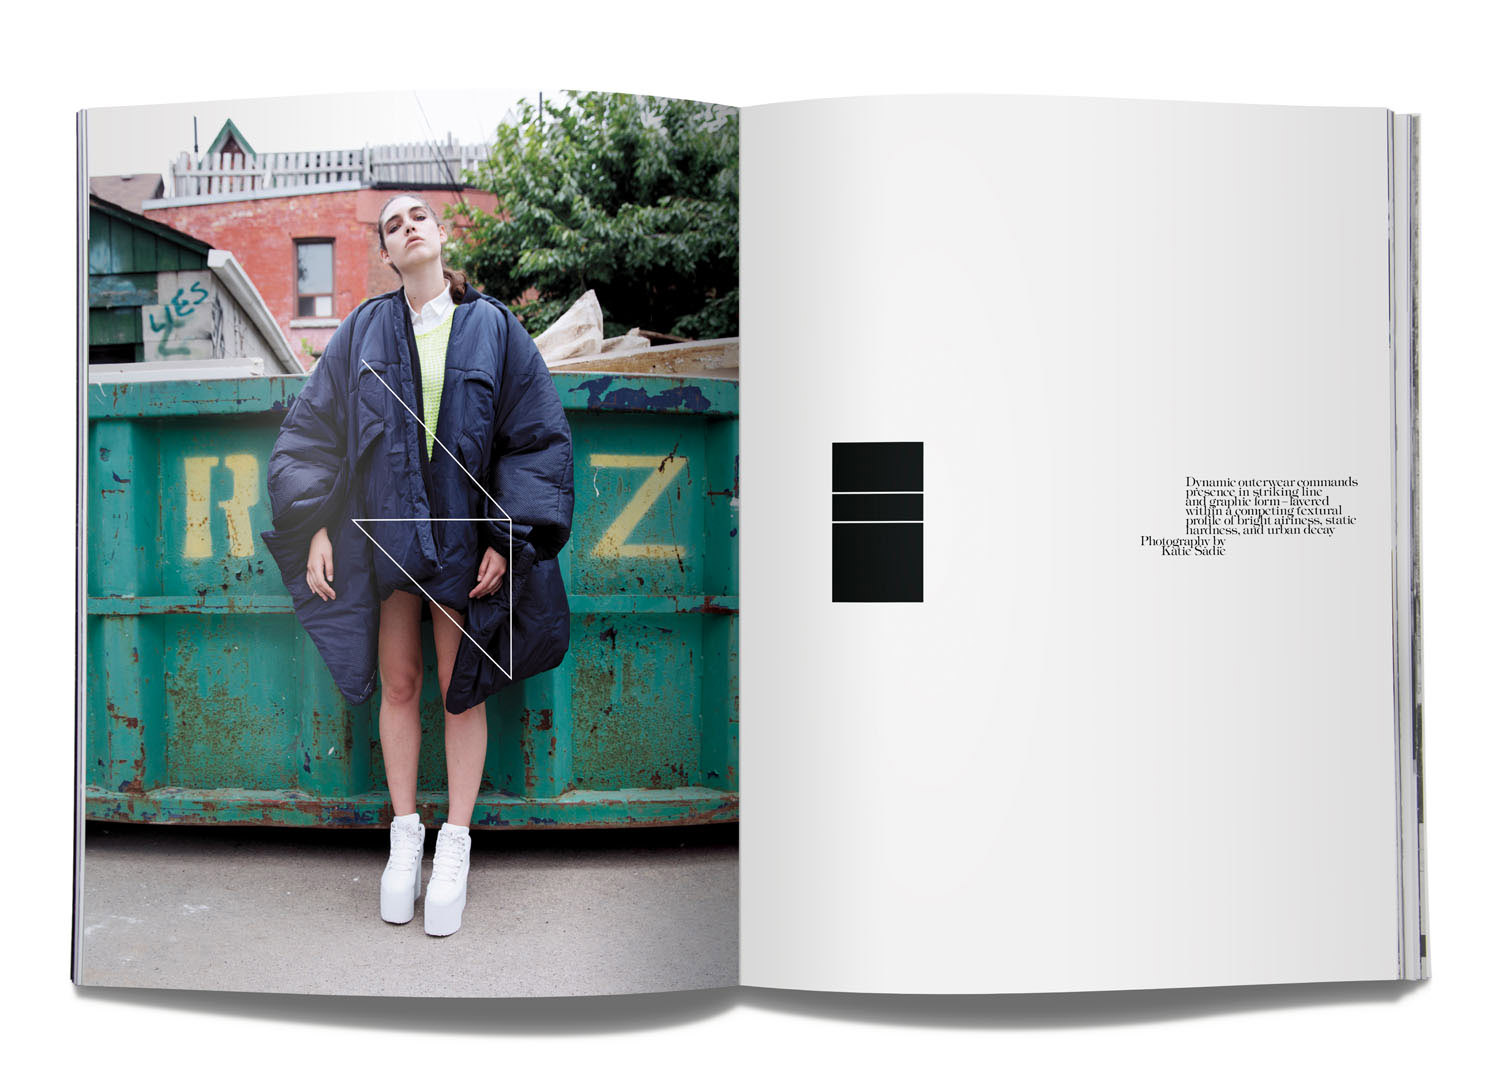 LIES
R Z
Dynamic outerwear commands
presence in striking line
and graphic form – layered
within a competing textural
profile of bright airiness, static
hardness, and urban decay
Photography by
Katie Sadie